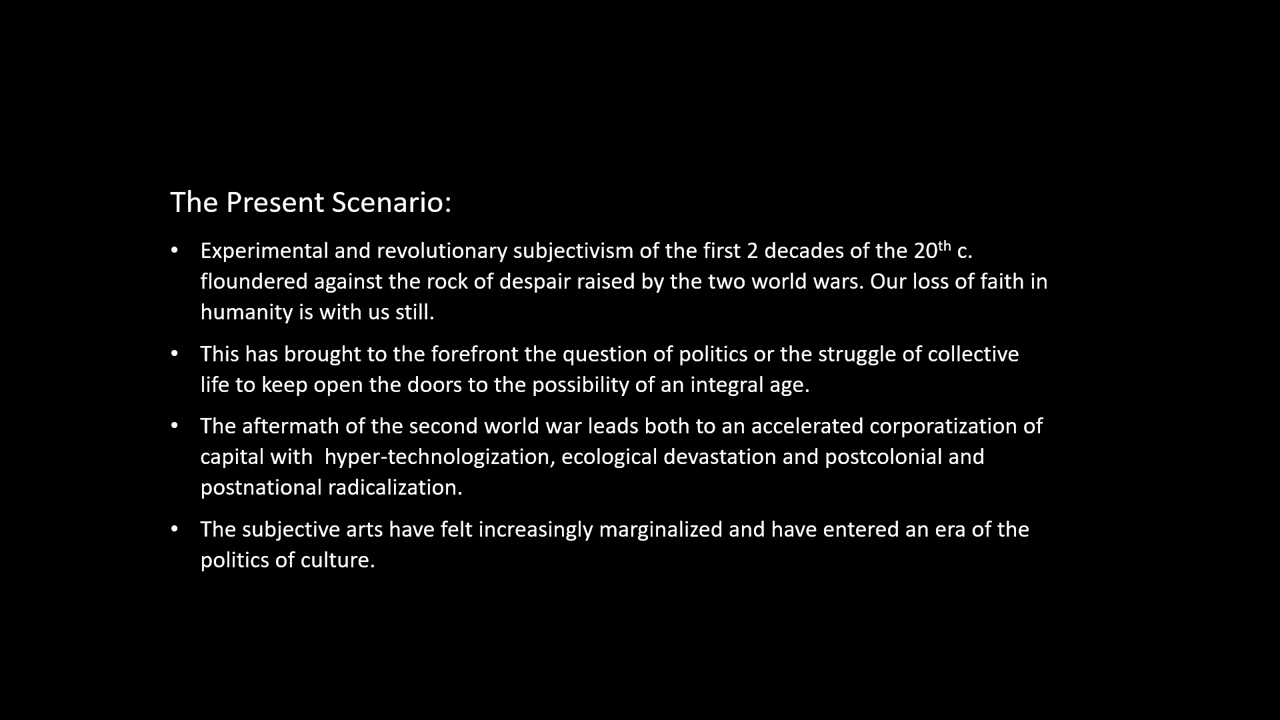 The Present Scenario:
• Experimental and revolutionary subjectivism of the first 2 decades of the 20th c.
floundered against the rock of despair raised by the two world wars. Our loss of faith in
humanity is with us still.
• This has brought to the forefront the question of politics or the struggle of collective
life to keep open the doors to the possibility of an integral age.
• The aftermath of the second world war leads both to an accelerated corporatization of
capital with  hyper-technologization, ecological devastation and postcolonial and
postnational radicalization.
• The subjective arts have felt increasingly marginalized and have entered an era of the
politics of culture.